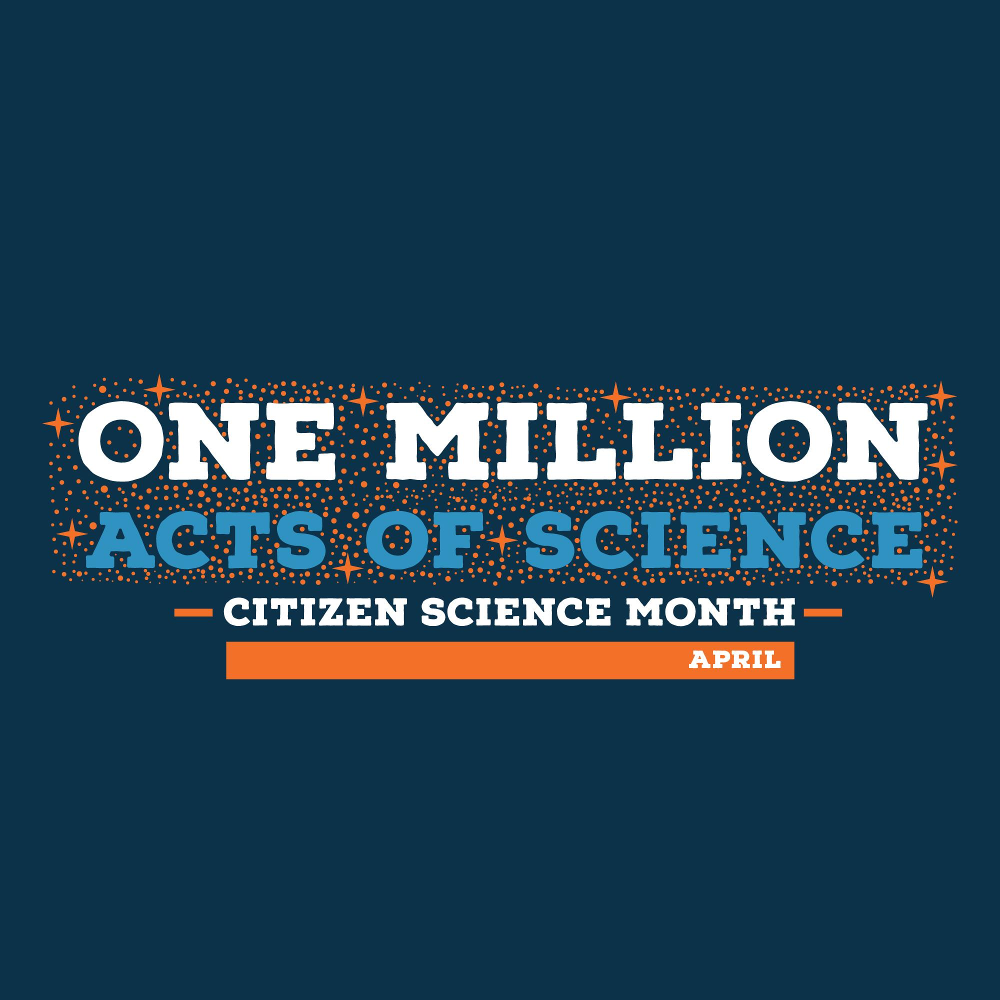 ONE MILLION
ACTS OF SCIENCE
CITIZEN SCIENCE MONTH
APRIL